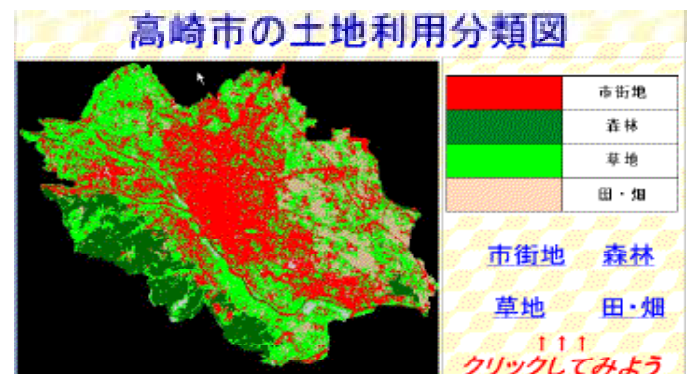 高崎市の土地利用分類図
市街地
森林
草地
田・畑
市街地 森林
草地 田・畑
↑↑↑
クリックしてみよう